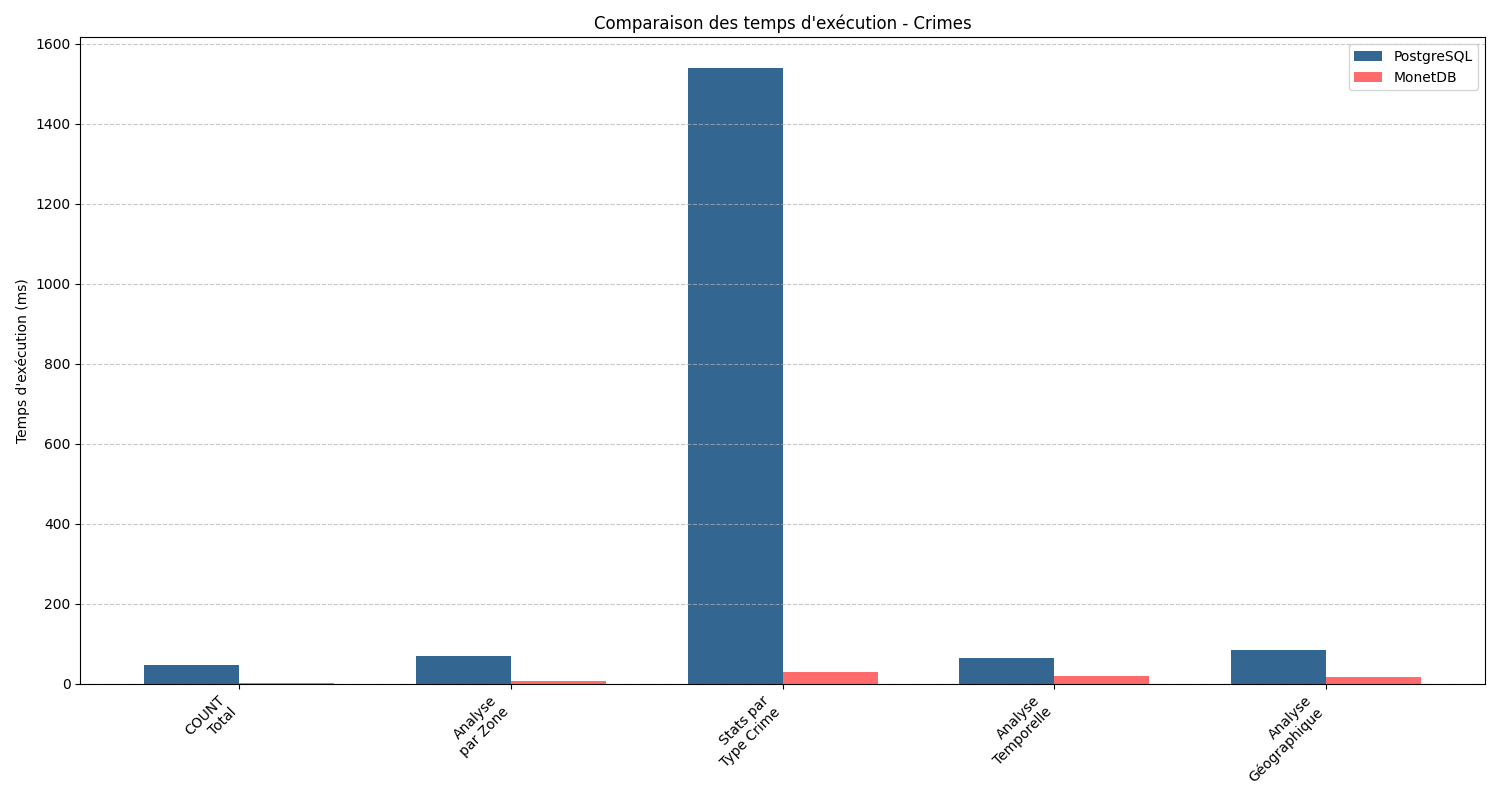 Comparaison des temps d'exécution - Crimes
PostgreSQL
MonetDB
Temps d'exécution (ms)
1600
1400
1200
1000
800
600
400
200
0
COUNT
Total
Analyse
par Zone
Stats par
Type Crime
Analyse
Temporelle
Analyse
Géographique